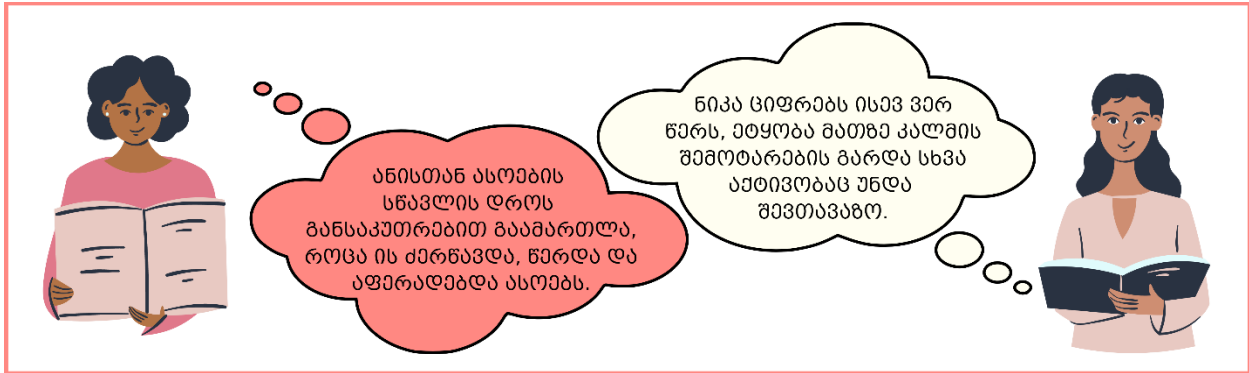 ანისთან ასოების
სწავლის დროს
განსაკუთრებით გაამართლა,
როცა ის ძერწავდა, წერდა და
აფერადებდა ასოებს.
ნიკა ციფრებს ისევ ვერ
წერს, ეტყობა მათზე კალმის
შემოტარების გარდა სხვა
აქტივობაც უნდა
შევთავაზო.